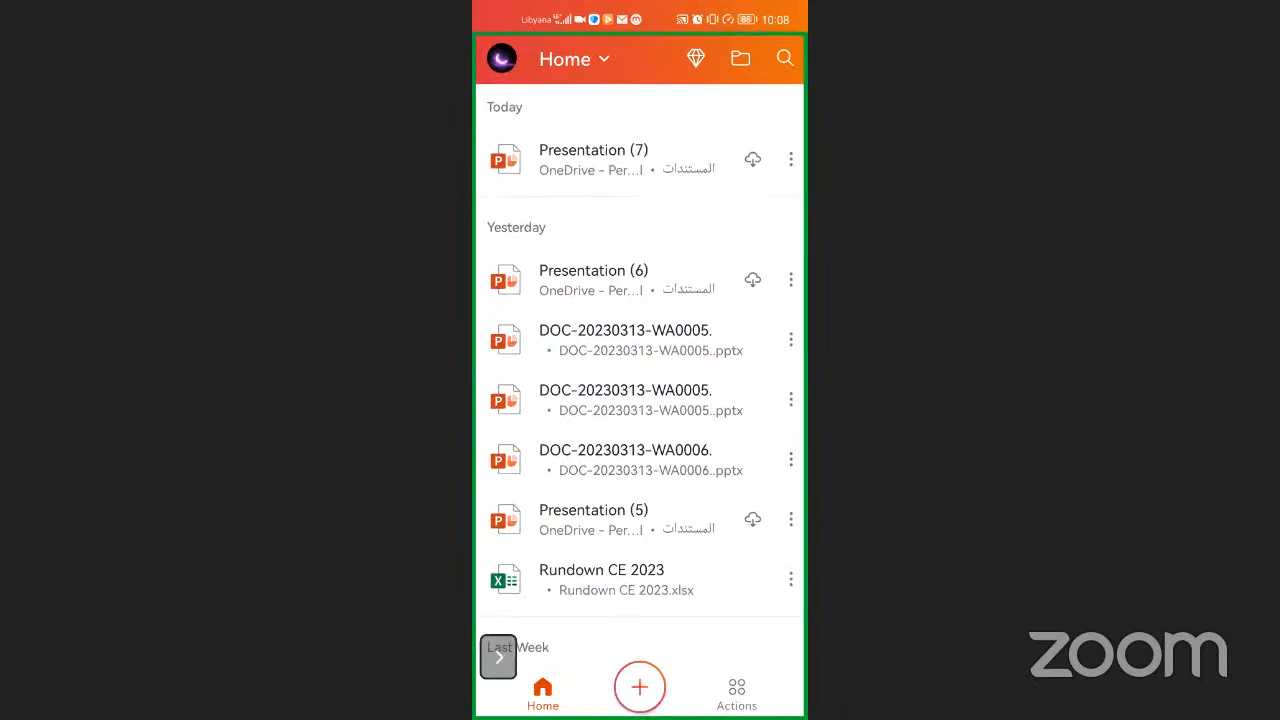 Libyana 10:08
Home
Today
Presentation (7)
OneDrive - Per...l • المستندات
Yesterday
Presentation (6)
OneDrive - Per...l • المستندات
DOC-20230313-WA0005.
• DOC-20230313-WA0005..pptx
DOC-20230313-WA0005.
• DOC-20230313-WA0005..pptx
DOC-20230313-WA0006.
• DOC-20230313-WA0006..pptx
Presentation (5)
OneDrive - Per...l • المستندات
Rundown CE 2023
• Rundown CE 2023.xlsx
Last Week
Home
Actions
zoom